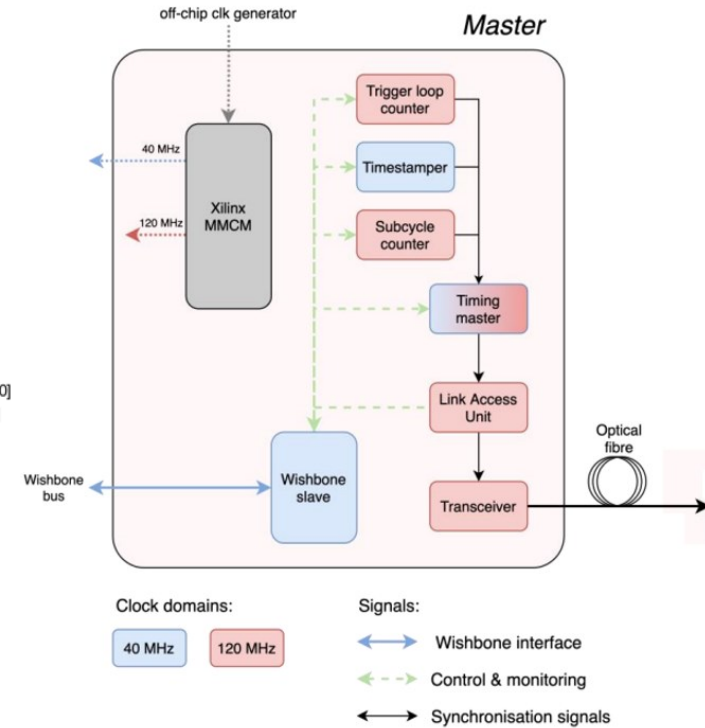 off-chip clk generator
Master
Trigger loop
counter
40 MHz
Timestamper
Xilinx
MMCM
120 MHz
Subcycle
counter
Timing
master
0]
Link Access
Unit
Optical
fibre
Wishbone
bus
Wishbone
slave
Transceiver
Clock domains:
Signals:
40 MHz
120 MHz
Wishbone interface
Control & monitoring
Synchronisation signals